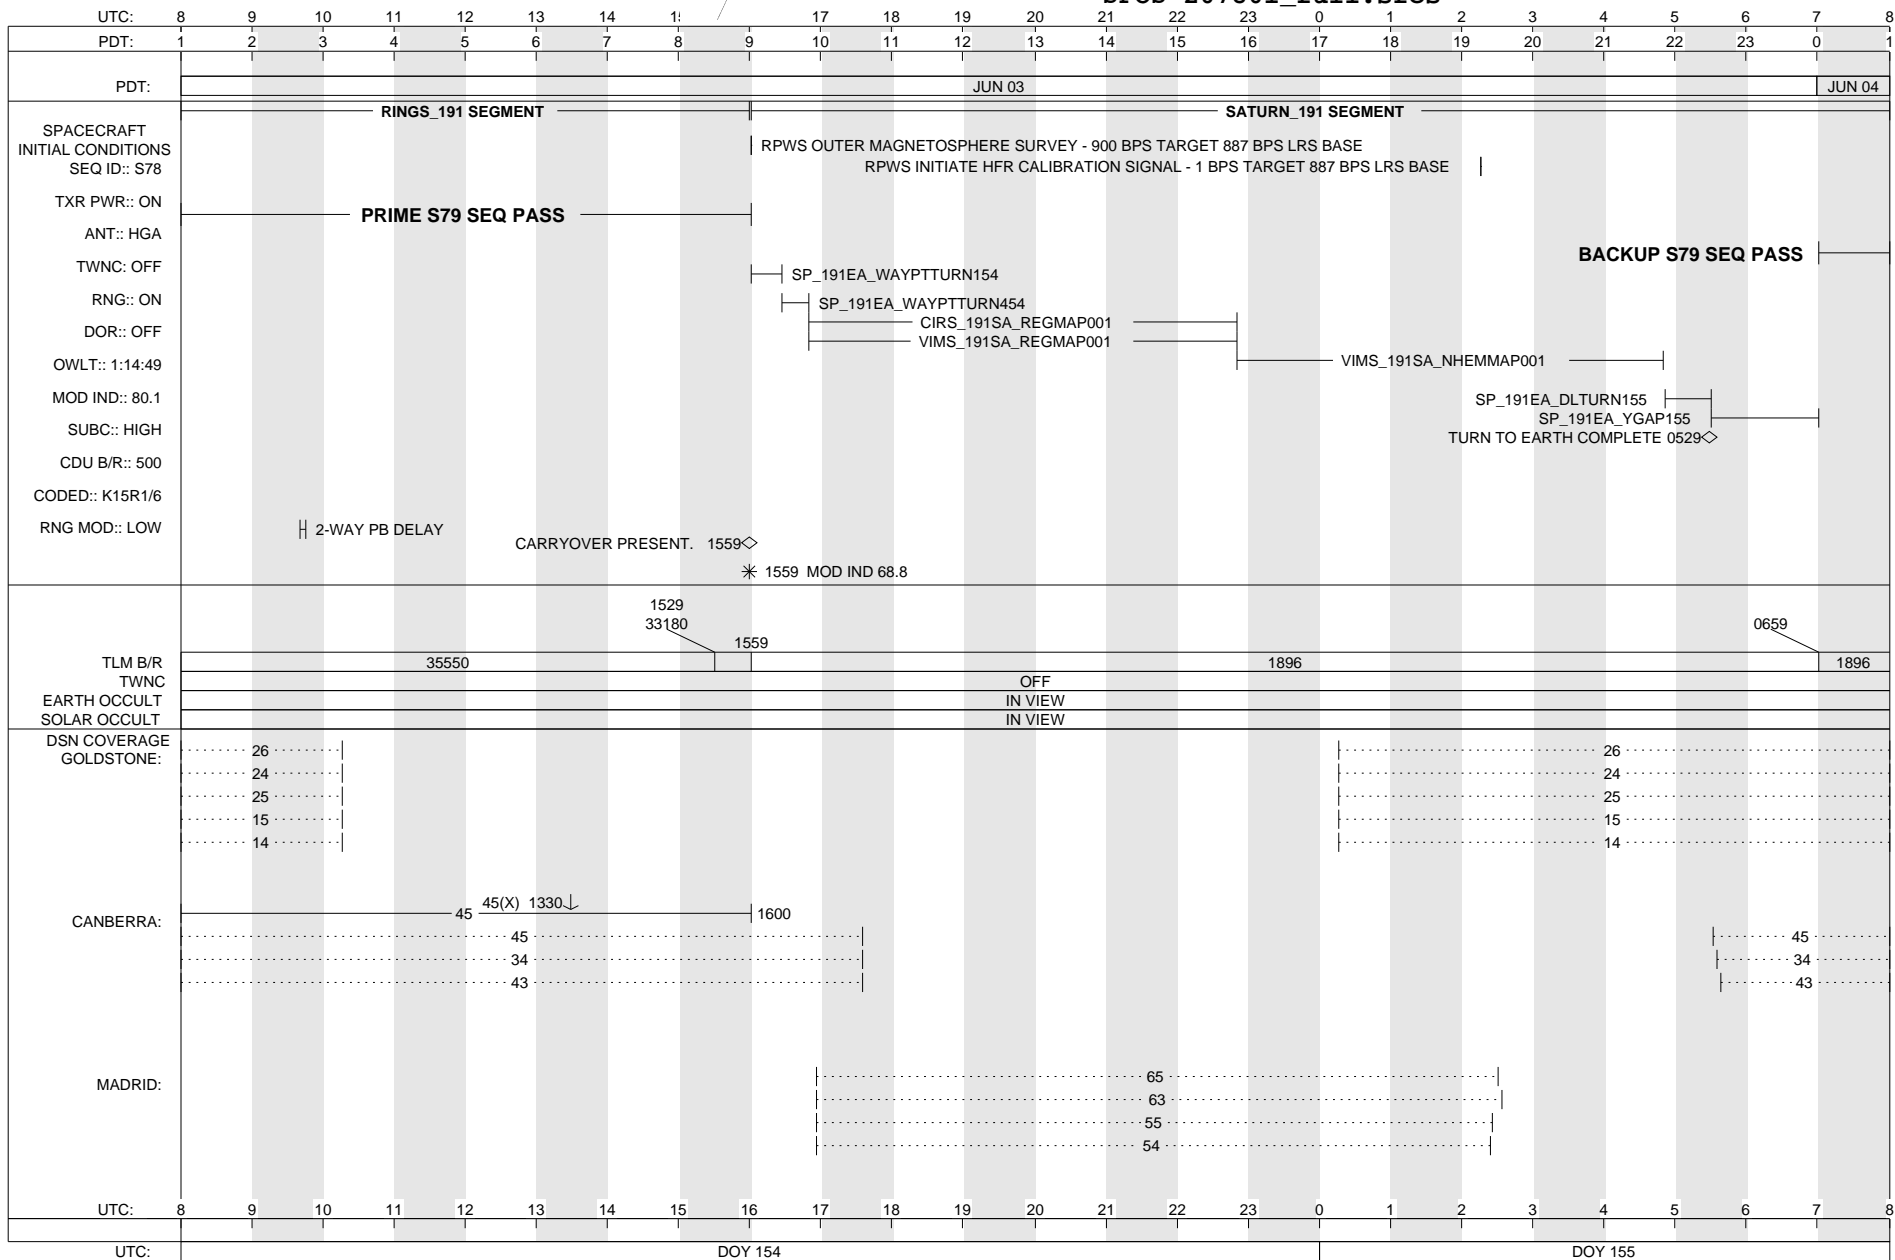 UTC: 8 9 10 11 12 13 14 17 18 19 20 21 22 23 0 1 2 3 4 5 6 7 8
PDT: 1 2 3 4 5 6 7 8 9 10 11 12 13 14 15 16 17 18 19 20 21 22 23 0 1
PDT: JUN 03 JUN 04
RINGS_191 SEGMENT SATURN_191 SEGMENT
SPACECRAFT
INITIAL CONDITIONS
RPWS OUTER MAGNETOSPHERE SURVEY - 900 BPS TARGET 887 BPS LRS BASE
SEQ ID:: S78
RPWS INITIATE HFR CALIBRATION SIGNAL - 1 BPS TARGET 887 BPS LRS BASE
TXR PWR:: ON
PRIME S79 SEQ PASS
ANT:: HGA
BACKUP S79 SEQ PASS
TWNC: OFF
SP_191EA_WAYPTTURN154
RNG:: ON
SP_191EA_WAYPTTURN454
CIRS_191SA_REGMAP001
DOR:: OFF
VIMS_191SA_REGMAP001
VIMS_191SA_NHEMMAP001
OWLT:: 1:14:49
MOD IND:: 80.1
SP_191EA_DLTURN155
SP_191EA_YGAP155
SUBC:: HIGH
TURN TO EARTH COMPLETE 0529
CDU B/R:: 500
CODED:: K15R1/6
RNG MOD:: LOW
2-WAY PB DELAY
CARRYOVER PRESENT. 1559
1559 MOD IND 68.8
1529
33180
1559
0659
TLM B/R 35550 1896 1896
TWNC OFF
EARTH OCCULT IN VIEW
SOLAR OCCULT IN VIEW
DSN COVERAGE
GOLDSTONE:
26 26
24 24
25 25
15 15
14 14
45(X) 1330
CANBERRA: 45 1600
45 45
34 34
43 43
MADRID:
65
63
55
54
UTC: 8 9 10 11 12 13 14 15 16 17 18 19 20 21 22 23 0 1 2 3 4 5 6 7 8
UTC: DOY 154 DOY 155